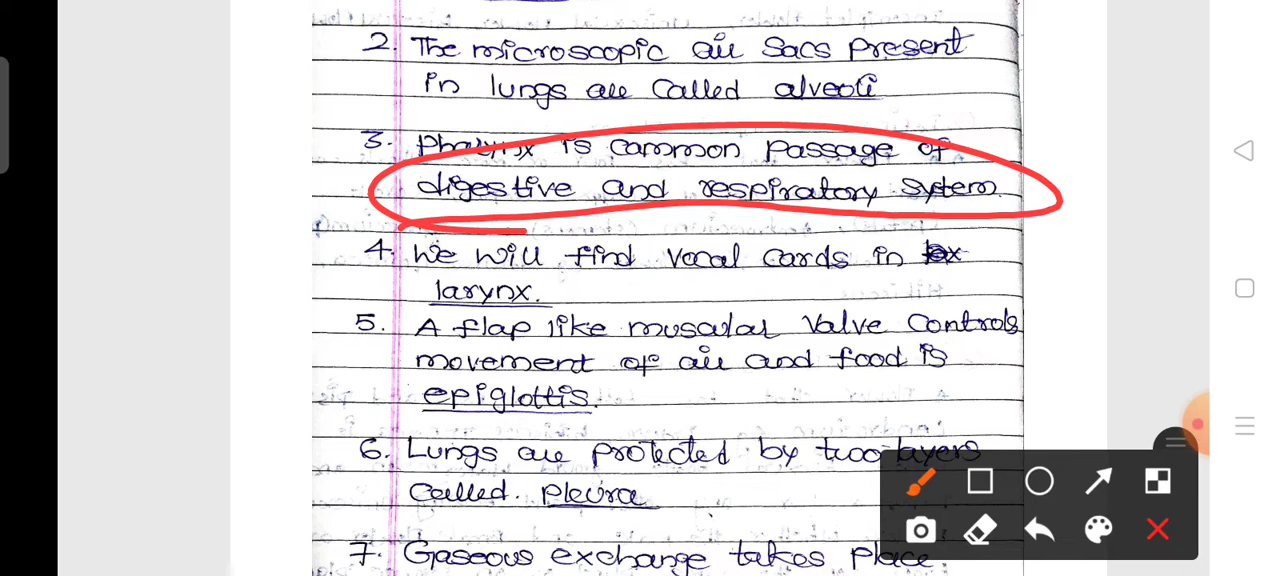 2. The microscopic air sacs present
in lungs are called alveoli
3. Pharynx is common passage of
digestive and respiratory system.
4. We will find vocal cards in
larynx.
5. A flap like muscular valve controls
movement of air and food is
epiglottis.
6. Lungs are protected by two layers
called. pleura
7. Gaseous exchange takes place